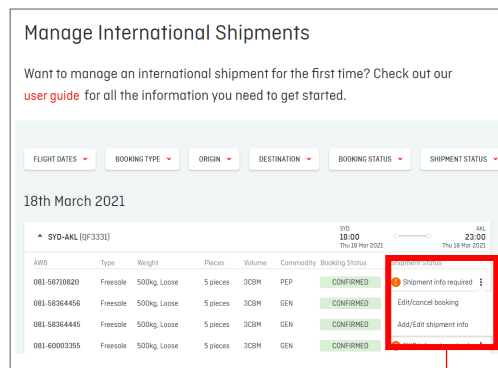 Manage International Shipments
Want to manage an international shipment for the first time? Check out our
user guide for all the information you need to get started.
FLIGHT DATES BOOKING TYPE ORIGIN DESTINATION BOOKING STATUS SHIPMENT STATUS
18th March 2021
SYD-AKL (QF3331) SYD 18:00 Thu 18 Mar 2021 AKL 23:00 Thu 18 Mar 2021
AWB Type Weight Pieces Volume Commodity Booking Status Shipment Status
081-58710820 Freesale 500kg, Loose 5 pieces 3CBM PEP CONFIRMED Shipment info required
081-58364456 Freesale 500kg, Loose 5 pieces 3CBM GEN CONFIRMED Edit/cancel booking
081-58364445 Freesale 500kg, Loose 5 pieces 3CBM GEN CONFIRMED Add/Edit shipment info
081-60003355 Freesale 500kg, Loose 5 pieces 3CBM GEN CONFIRMED